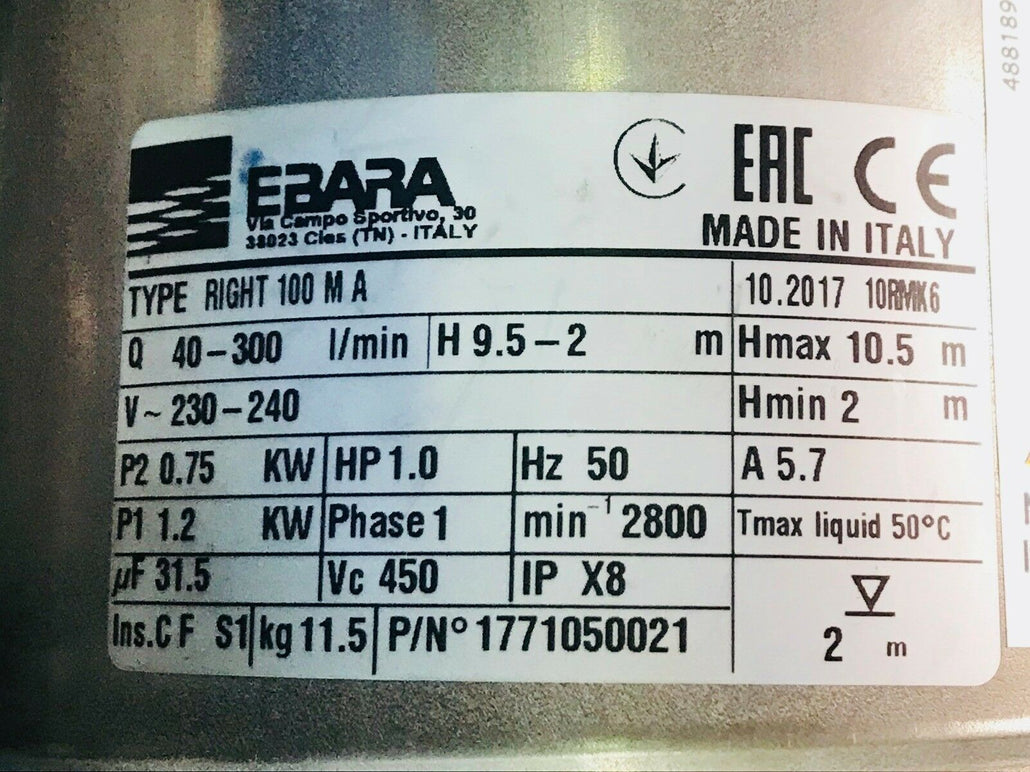 488189
EBARA
Via Campo Sportivo, 30
38023 Cles (TN) - ITALY
EAC CE
MADE IN ITALY
TYPE RIGHT 100 M A 10.2017 10RMK6
Q 40-300 l/min H 9.5-2 m Hmax 10.5 m
V~ 230-240 Hmin 2 m
P2 0.75 KW HP 1.0 Hz 50 A 5.7
P1 1.2 KW Phase 1 min⁻¹ 2800 Tmax liquid 50°C
µF 31.5 Vc 450 IP X8
Ins.C F S1 kg 11.5 P/N° 1771050021 2 m